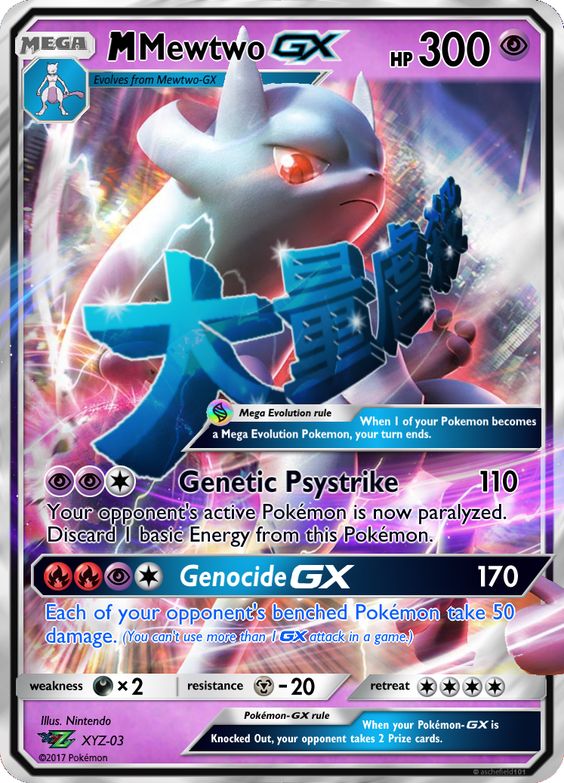 MEGA
MMewtwo GX HP 300
Evolves from Mewtwo-GX
大量虐殺
Mega Evolution rule
When 1 of your Pokemon becomes
a Mega Evolution Pokemon, your turn ends.
Genetic Psystrike 110
Your opponent's active Pokémon is now paralyzed.
Discard 1 basic Energy from this Pokémon.
Genocide GX 170
Each of your opponent's benched Pokémon take 50
damage. (You can't use more than 1 GX attack in a game.)
weakness ×2 resistance -20 retreat
Illus. Nintendo
Z XYZ-03
©2017 Pokémon
Pokémon-GX rule
When your Pokémon-GX is
Knocked Out, your opponent takes 2 Prize cards.
© aschefield101